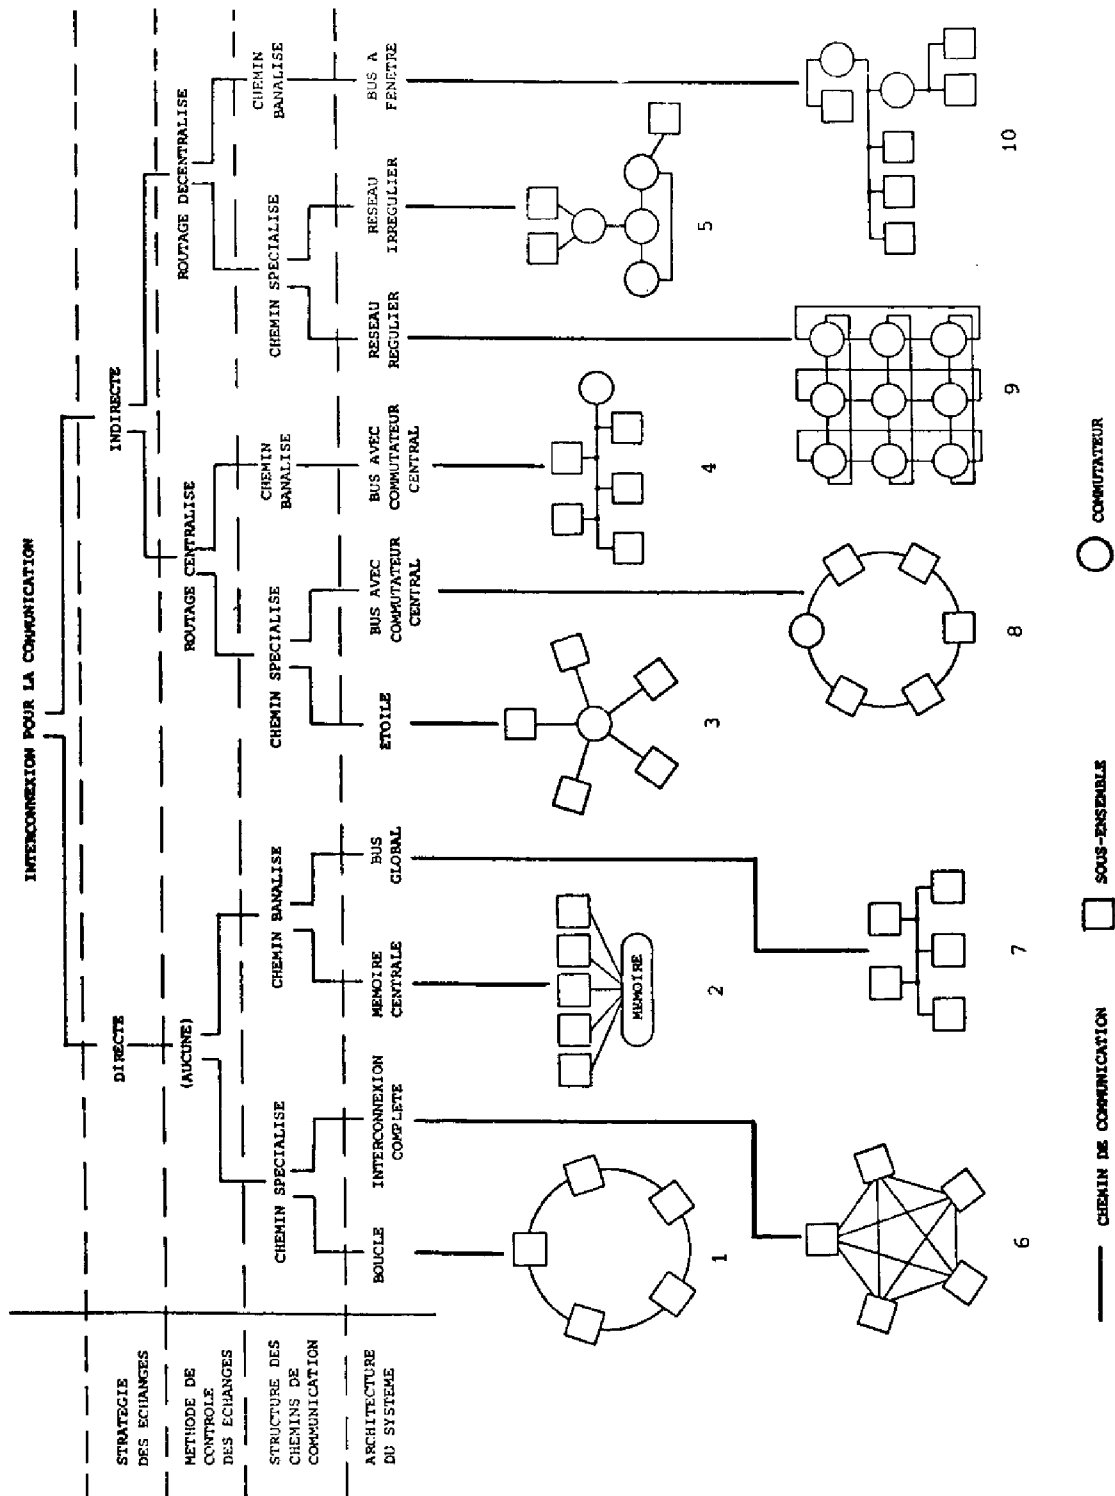 INTERCONNEXION POUR LA COMMUNICATION
STRATEGIE
DES ECHANGES
DIRECTE
INDIRECTE
METHODE DE
CONTROLE
DES ECHANGES
(AUCUNE)
ROUTAGE CENTRALISE
ROUTAGE DECENTRALISE
STRUCTURE DES
CHEMINS DE
COMMUNICATION
CHEMIN SPECIALISE
CHEMIN BANALISE
CHEMIN SPECIALISE
CHEMIN
BANALISE
CHEMIN SPECIALISE
CHEMIN
BANALISE
ARCHITECTURE
DU SYSTEME
BOUCLE
INTERCONNEXION
COMPLETE
MEMOIRE
CENTRALE
BUS
GLOBAL
ETOILE
BUS AVEC
COMMUTATEUR
CENTRAL
BUS AVEC
COMMUTATEUR
CENTRAL
RESEAU
REGULIER
RESEAU
IRREGULIER
BUS A
FENETRE
MEMOIRE
1
2
3
4
5
6
7
8
9
10
CHEMIN DE COMMUNICATION
SOUS-ENSEMBLE
COMMUTATEUR